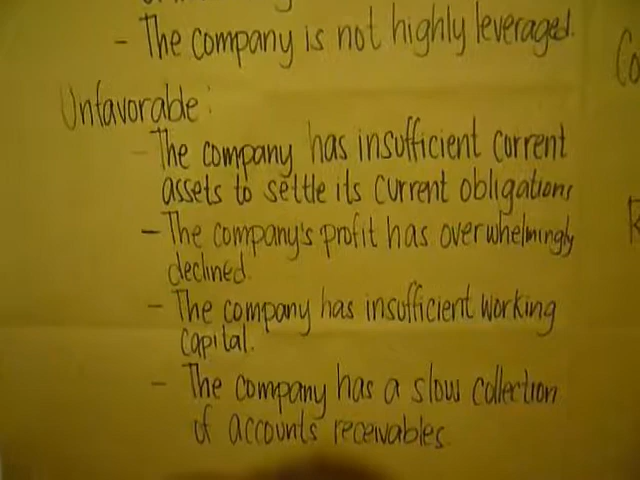 - The company is not highly leveraged.
Unfavorable:
- The company has insufficient current
assets to settle its current obligations
- The company's profit has overwhelmingly
declined.
- The company has insufficient working
capital.
- The company has a slow collection
of accounts receivables.